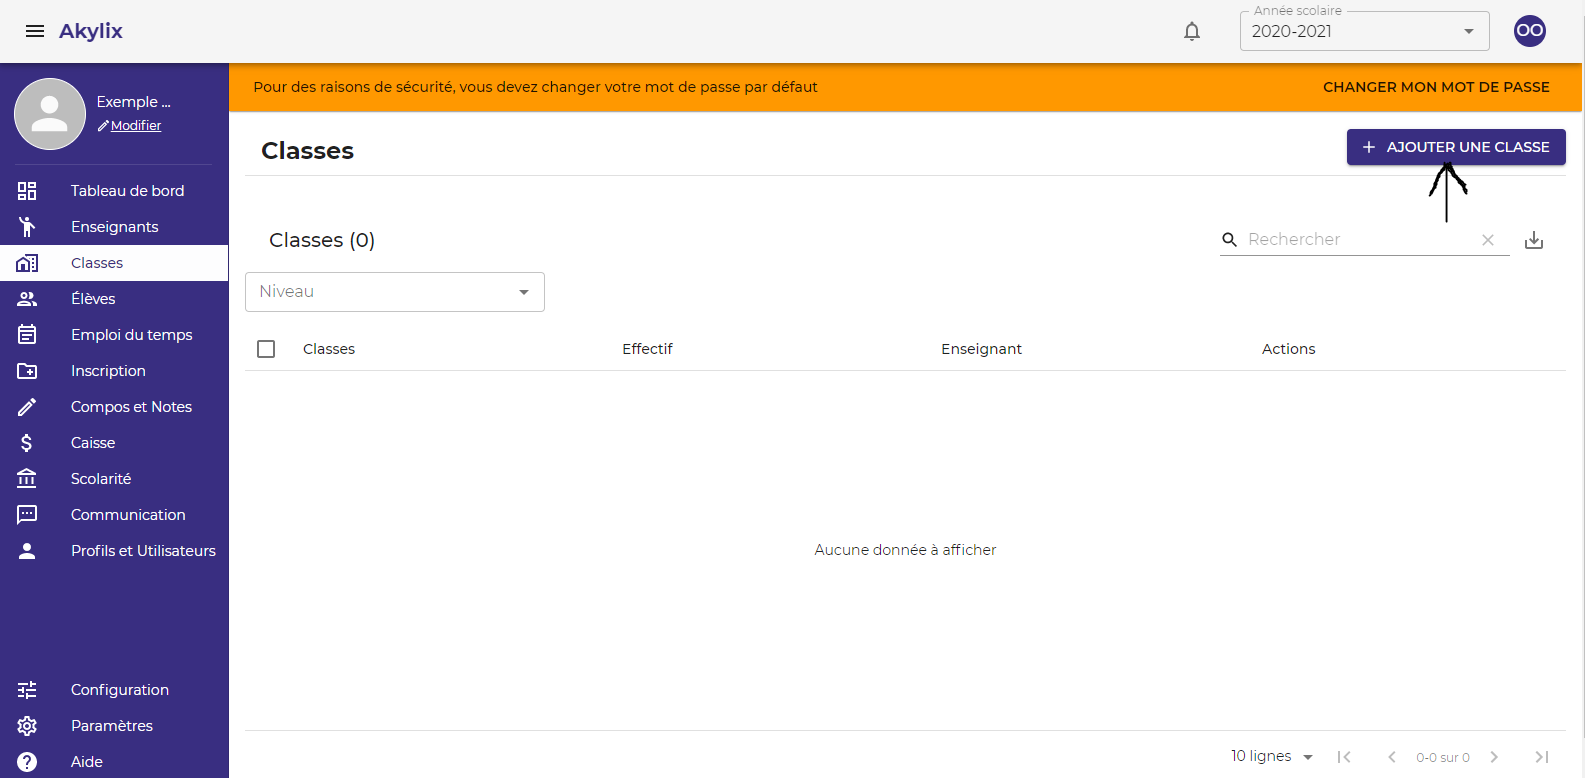 Akylix
Année scolaire
2020-2021
OO
Exemple ...
Modifier
Pour des raisons de sécurité, vous devez changer votre mot de passe par défaut
CHANGER MON MOT DE PASSE
Classes
AJOUTER UNE CLASSE
Tableau de bord
Enseignants
Classes
Élèves
Emploi du temps
Inscription
Compos et Notes
Caisse
Scolarité
Communication
Profils et Utilisateurs
Configuration
Paramètres
Aide
Classes (0)
Rechercher
Niveau
Classes Effectif Enseignant Actions
Aucune donnée à afficher
10 lignes 0-0 sur 0